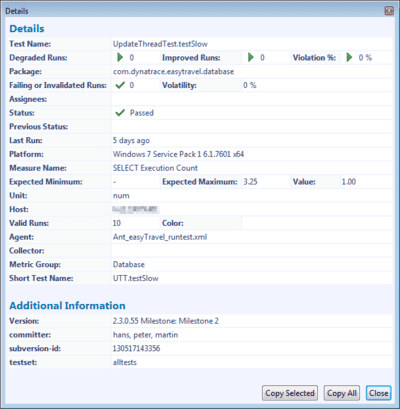 Details
Details
Test Name: UpdateThreadTest.testSlow
Degraded Runs: 0 Improved Runs: 0 Violation %: 0 %
Package: com.dynatrace.easytravel.database
Failing or Invalidated Runs: 0 Volatility: 0 %
Assignees:
Status: Passed
Previous Status:
Last Run: 5 days ago
Platform: Windows 7 Service Pack 1 6.1.7601 x64
Measure Name: SELECT Execution Count
Expected Minimum: - Expected Maximum: 3.25 Value: 1.00
Unit: num
Host:
Valid Runs: 10 Color:
Agent: Ant_easyTravel_runtest.xml
Collector:
Metric Group: Database
Short Test Name: UTT.testSlow
Additional Information
Version: 2.3.0.55 Milestone: Milestone 2
committer: hans, peter, martin
subversion-id: 130517143356
testset: alltests
Copy Selected Copy All Close